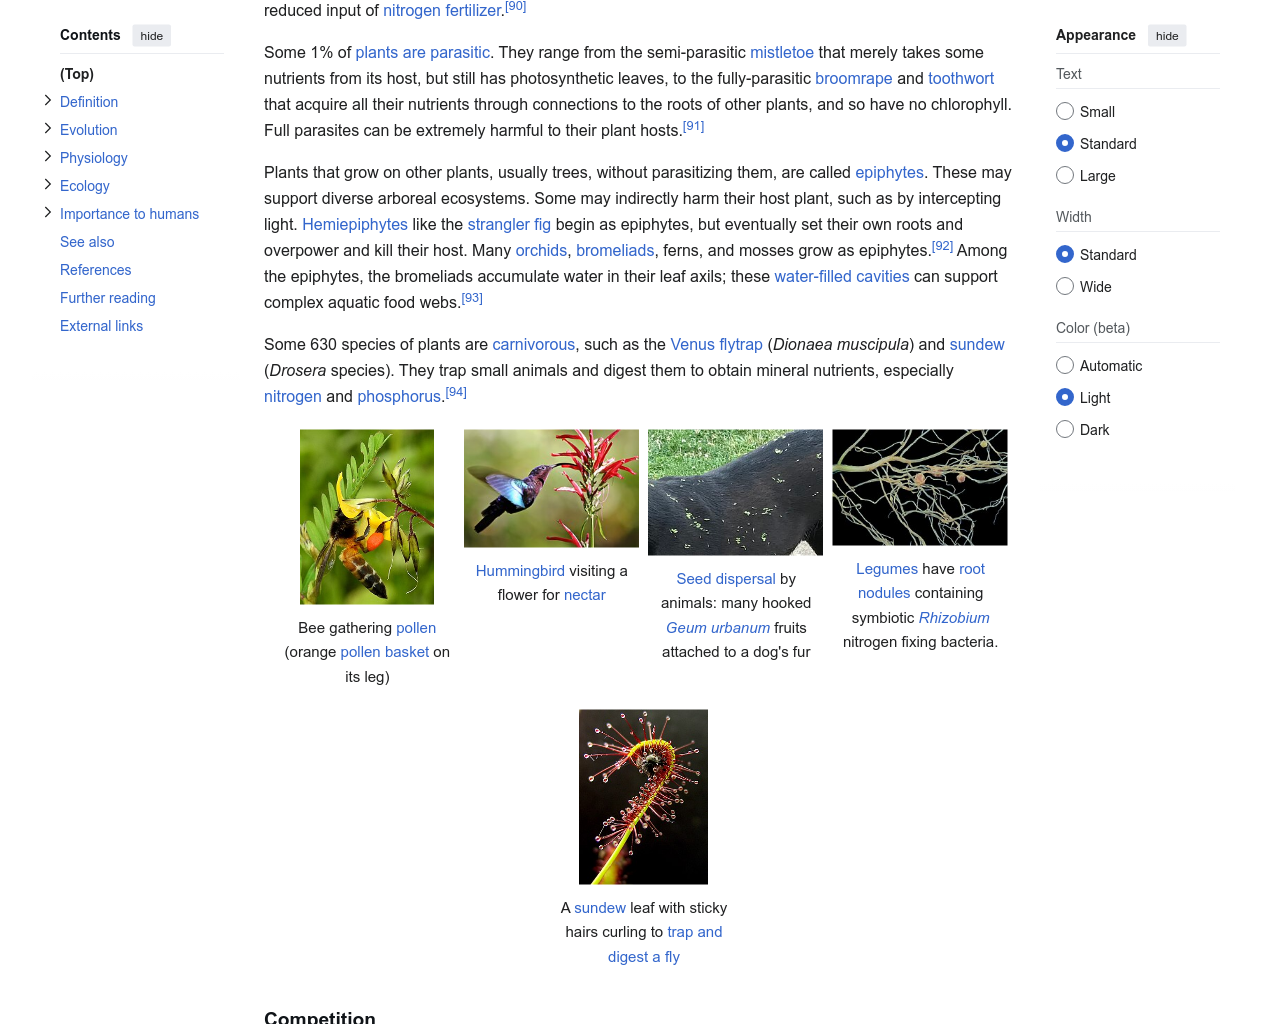 reduced input of nitrogen fertilizer.[90]
Contents hide
(Top)
Definition
Evolution
Physiology
Ecology
Importance to humans
See also
References
Further reading
External links
Some 1% of plants are parasitic. They range from the semi-parasitic mistletoe that merely takes some
nutrients from its host, but still has photosynthetic leaves, to the fully-parasitic broomrape and toothwort
that acquire all their nutrients through connections to the roots of other plants, and so have no chlorophyll.
Full parasites can be extremely harmful to their plant hosts.[91]
Plants that grow on other plants, usually trees, without parasitizing them, are called epiphytes. These may
support diverse arboreal ecosystems. Some may indirectly harm their host plant, such as by intercepting
light. Hemiepiphytes like the strangler fig begin as epiphytes, but eventually set their own roots and
overpower and kill their host. Many orchids, bromeliads, ferns, and mosses grow as epiphytes.[92] Among
the epiphytes, the bromeliads accumulate water in their leaf axils; these water-filled cavities can support
complex aquatic food webs.[93]
Some 630 species of plants are carnivorous, such as the Venus flytrap (Dionaea muscipula) and sundew
(Drosera species). They trap small animals and digest them to obtain mineral nutrients, especially
nitrogen and phosphorus.[94]
Bee gathering pollen
(orange pollen basket on
its leg)
Hummingbird visiting a
flower for nectar
Seed dispersal by
animals: many hooked
Geum urbanum fruits
attached to a dog's fur
Legumes have root
nodules containing
symbiotic Rhizobium
nitrogen fixing bacteria.
A sundew leaf with sticky
hairs curling to trap and
digest a fly
Competition
Appearance hide
Text
Small
Standard
Large
Width
Standard
Wide
Color (beta)
Automatic
Light
Dark